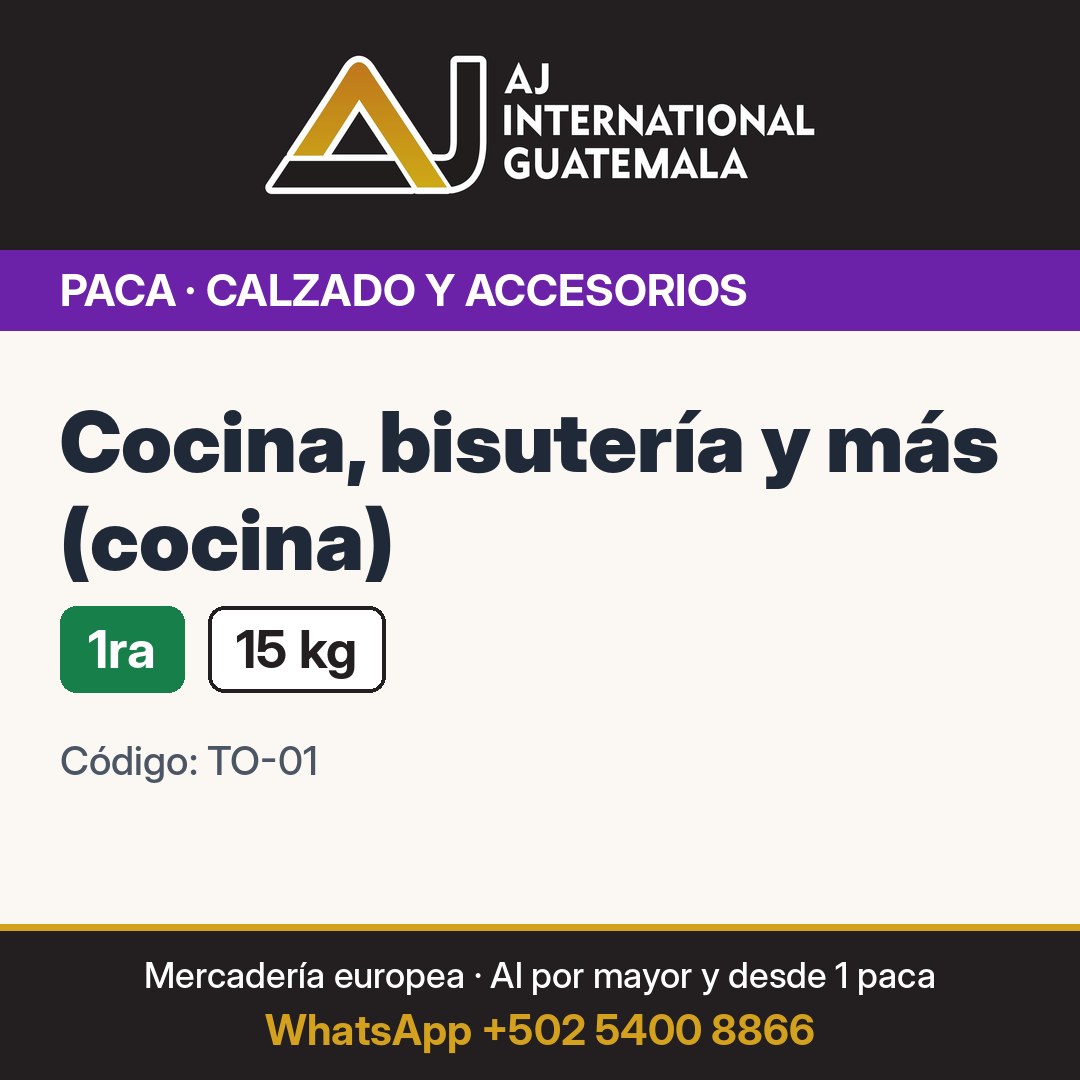 AJ
AJ
INTERNATIONAL
GUATEMALA
PACA · CALZADO Y ACCESORIOS
Cocina, bisutería y más
(cocina)
1ra
15 kg
Código: TO-01
Mercadería europea · Al por mayor y desde 1 paca
WhatsApp +502 5400 8866